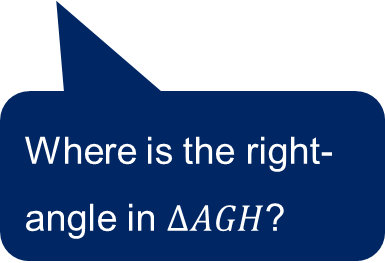 Where is the right-
angle in Δ𝐴𝐺𝐻?